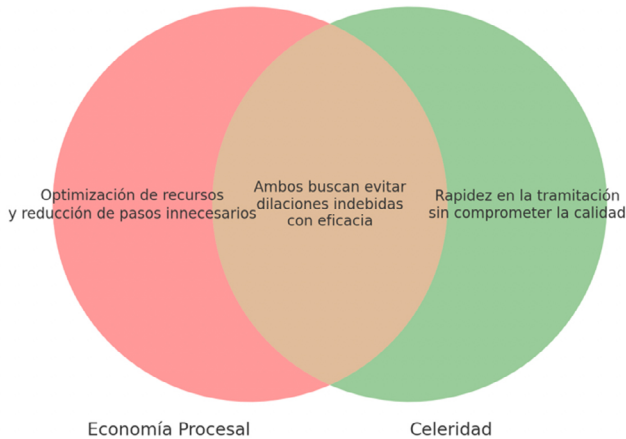 Optimización de recursos
y reducción de pasos innecesarios
Ambos buscan evitar
dilaciones indebidas
con eficacia
Rapidez en la tramitación
sin comprometer la calidad
Economía Procesal
Celeridad